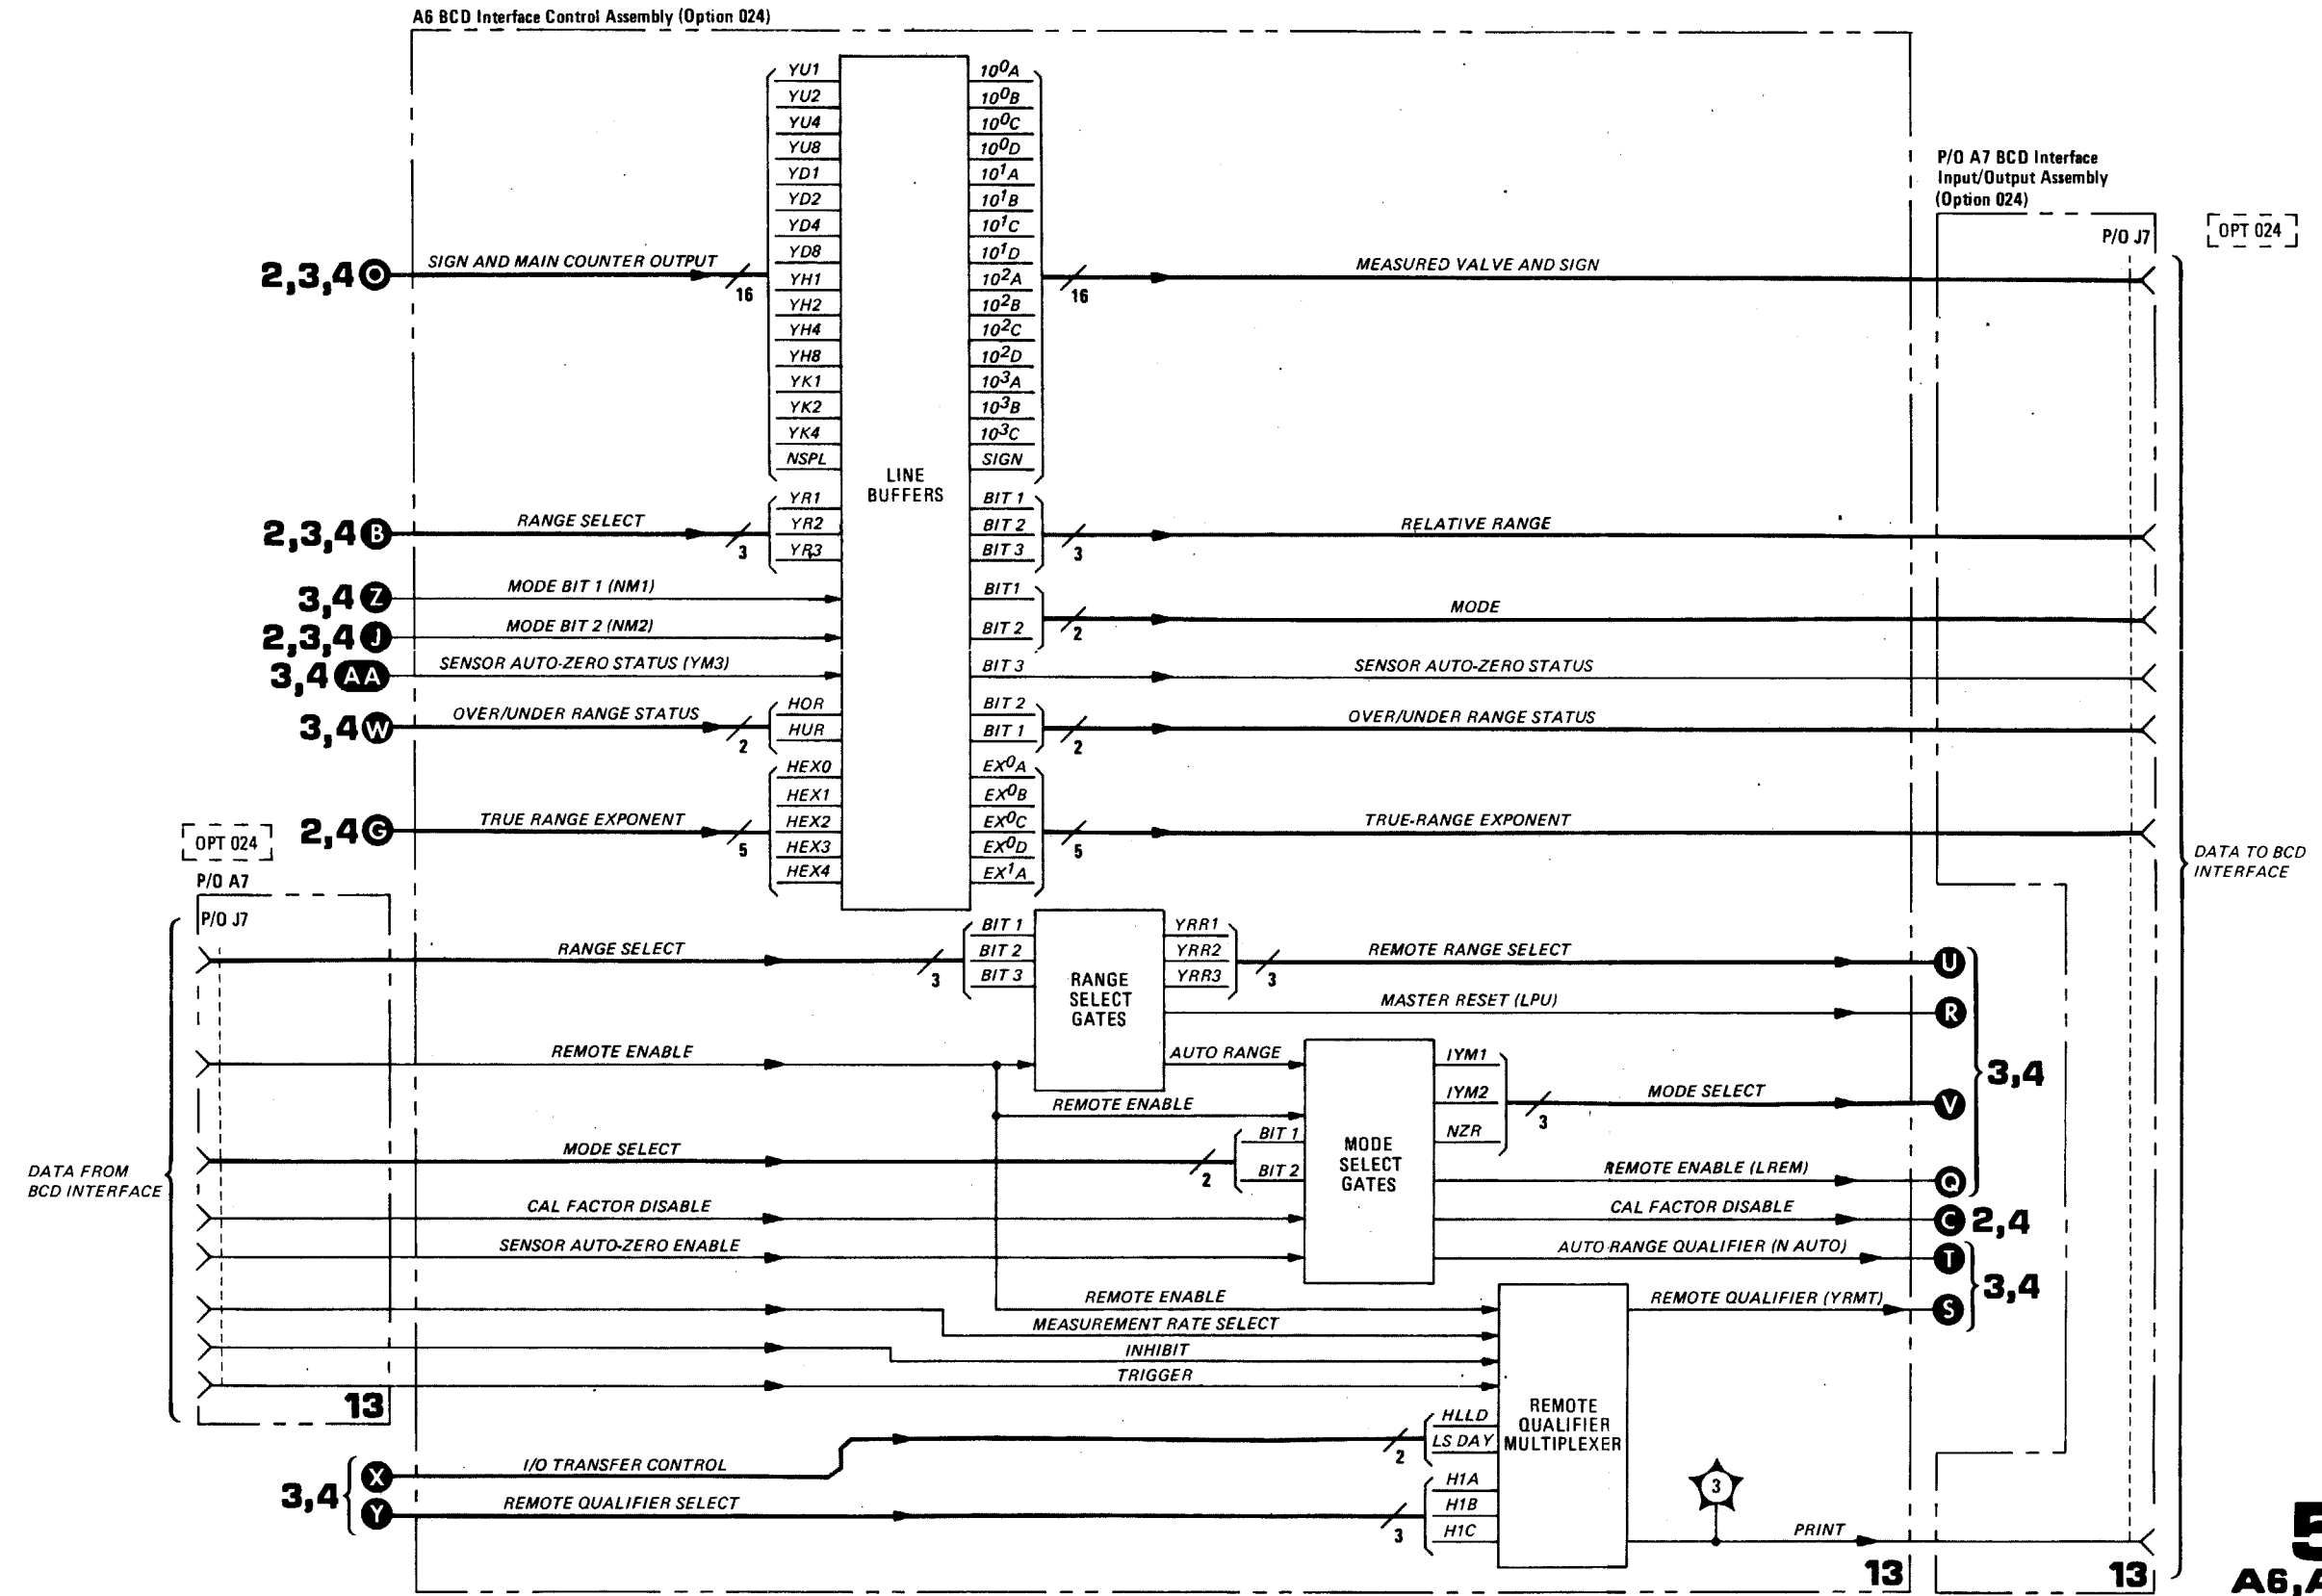 A6 BCD Interface Control Assembly (Option 024)
YU1
YU2
YU4
YU8
YD1
YD2
YD4
YD8
YH1
YH2
YH4
YH8
YK1
YK2
YK4
NSPL
10⁰A
10⁰B
10⁰C
10⁰D
10¹A
10¹B
10¹C
10¹D
10²A
10²B
10²C
10²D
10³A
10³B
10³C
SIGN
LINE
BUFFERS
P/O A7 BCD Interface
Input/Output Assembly
(Option 024)
P/O J7
OPT 024
2,3,4 O
SIGN AND MAIN COUNTER OUTPUT
16
16
MEASURED VALVE AND SIGN
2,3,4 B
RANGE SELECT
3
YR1
YR2
YR3
BIT 1
BIT 2
BIT 3
3
RELATIVE RANGE
3,4 Z
MODE BIT 1 (NM1)
BIT1
2,3,4 J
MODE BIT 2 (NM2)
BIT 2
2
MODE
3,4 AA
SENSOR AUTO-ZERO STATUS (YM3)
BIT 3
SENSOR AUTO-ZERO STATUS
3,4 W
OVER/UNDER RANGE STATUS
2
HOR
HUR
BIT 2
BIT 1
2
OVER/UNDER RANGE STATUS
2,4 G
TRUE RANGE EXPONENT
5
HEX0
HEX1
HEX2
HEX3
HEX4
EX⁰A
EX⁰B
EX⁰C
EX⁰D
EX¹A
5
TRUE-RANGE EXPONENT
DATA TO BCD
INTERFACE
OPT 024
P/O A7
P/O J7
DATA FROM
BCD INTERFACE
RANGE SELECT
3
BIT 1
BIT 2
BIT 3
RANGE
SELECT
GATES
YRR1
YRR2
YRR3
3
REMOTE RANGE SELECT
U
MASTER RESET (LPU)
R
REMOTE ENABLE
AUTO RANGE
REMOTE ENABLE
MODE SELECT
2
BIT 1
BIT 2
MODE
SELECT
GATES
IYM1
IYM2
NZR
3
MODE SELECT
V
3,4
REMOTE ENABLE (LREM)
Q
CAL FACTOR DISABLE
CAL FACTOR DISABLE
C 2,4
SENSOR AUTO-ZERO ENABLE
AUTO RANGE QUALIFIER (N AUTO)
T
REMOTE ENABLE
REMOTE QUALIFIER (YRMT)
S
3,4
MEASUREMENT RATE SELECT
INHIBIT
TRIGGER
13
REMOTE
QUALIFIER
MULTIPLEXER
HLLD
LS DAY
2
3,4
X
I/O TRANSFER CONTROL
Y
REMOTE QUALIFIER SELECT
3
H1A
H1B
H1C
3
PRINT
13
13